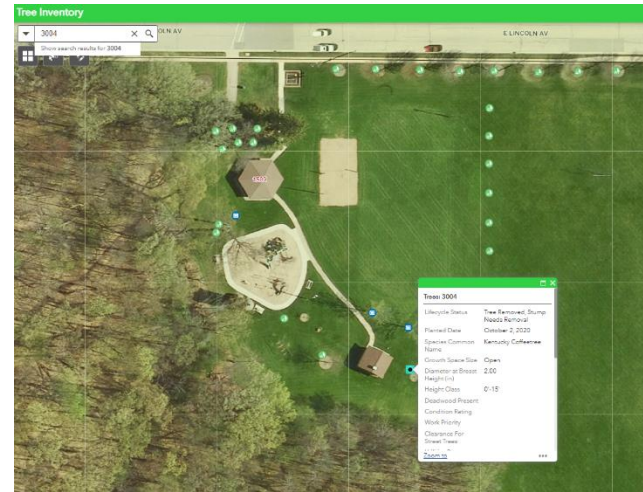 Tree Inventory
3004
OLN AV
E LINCOLN AV
Show search results for 3004
Trees: 3004
Lifecycle Status Tree Removed, Stump
Needs Removal
Planted Date October 2, 2020
Species Common Kentucky Coffeetree
Name
Growth Space Size Open
Diameter at Breast 2.00
Height (in)
Height Class 0'-15'
Deadwood Present
Condition Rating
Work Priority
Clearance For
Street Trees
Zoom to